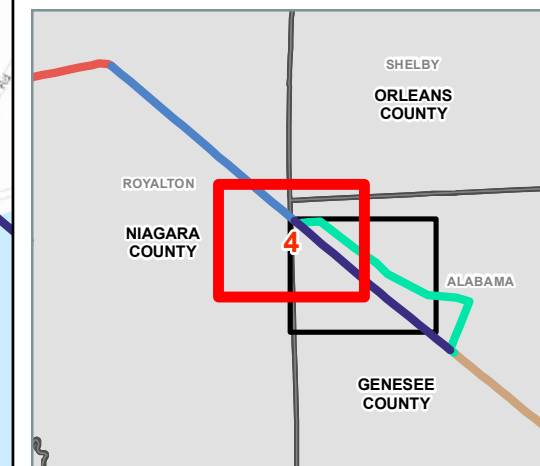 SHELBY
ORLEANS
COUNTY
ROYALTON
NIAGARA
COUNTY
4
ALABAMA
GENESEE
COUNTY